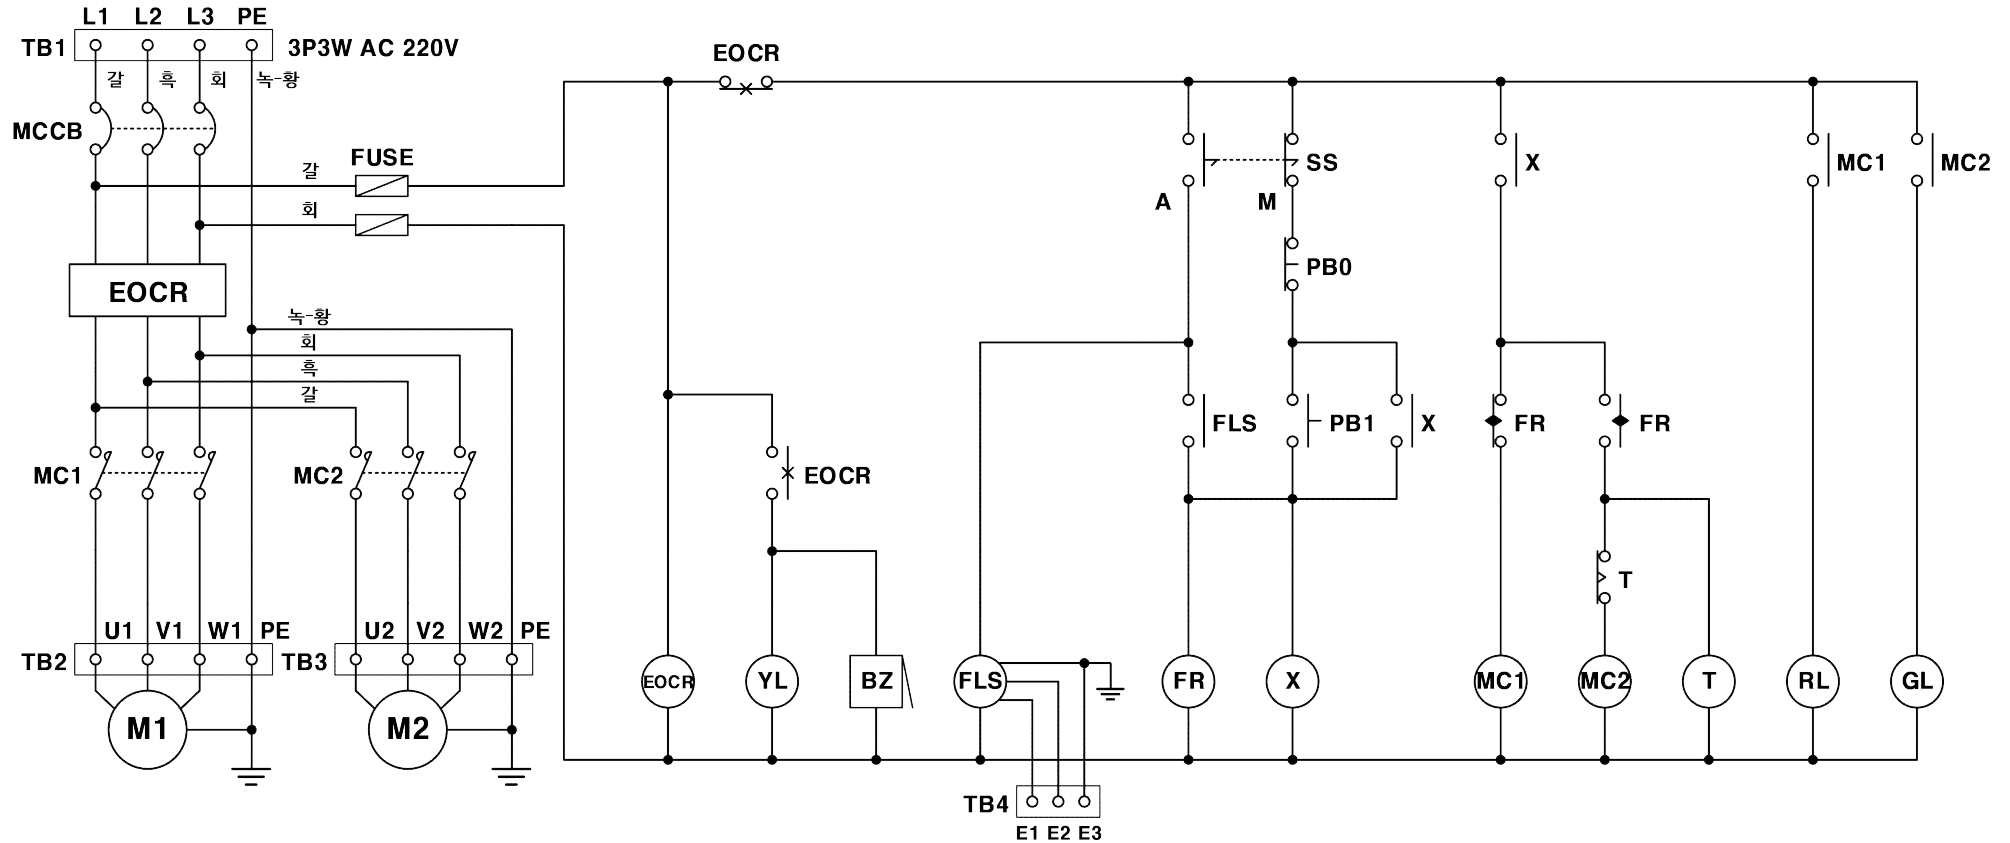 L1 L2 L3 PE
TB1 3P3W AC 220V
갈 흑 회 녹-황
EOCR
MCCB
FUSE
갈
회
SS
A M
X
MC1
MC2
PB0
EOCR
녹-황
회
흑
갈
FLS
PB1
X
FR
FR
MC1
MC2
EOCR
T
U1 V1 W1 PE
U2 V2 W2 PE
TB2
TB3
M1
M2
EOCR
YL
BZ
FLS
FR
X
MC1
MC2
T
RL
GL
TB4
E1 E2 E3